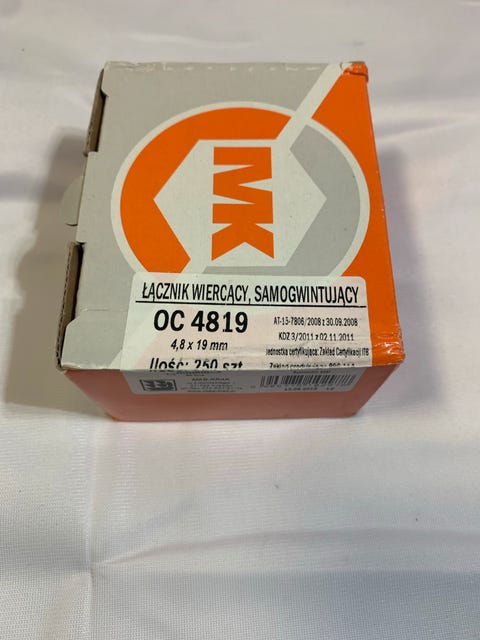 MK
ŁĄCZNIK WIERCĄCY, SAMOGWINTUJĄCY
OC 4819
4,8 x 19 mm
Ilość: 250 szt
AT-15-7806/2008 z 30.09.2008
KDZ 3/2011 z 02.11.2011
Jednostka certyfikująca: Zakład Certyfikacji ITB
Zakład